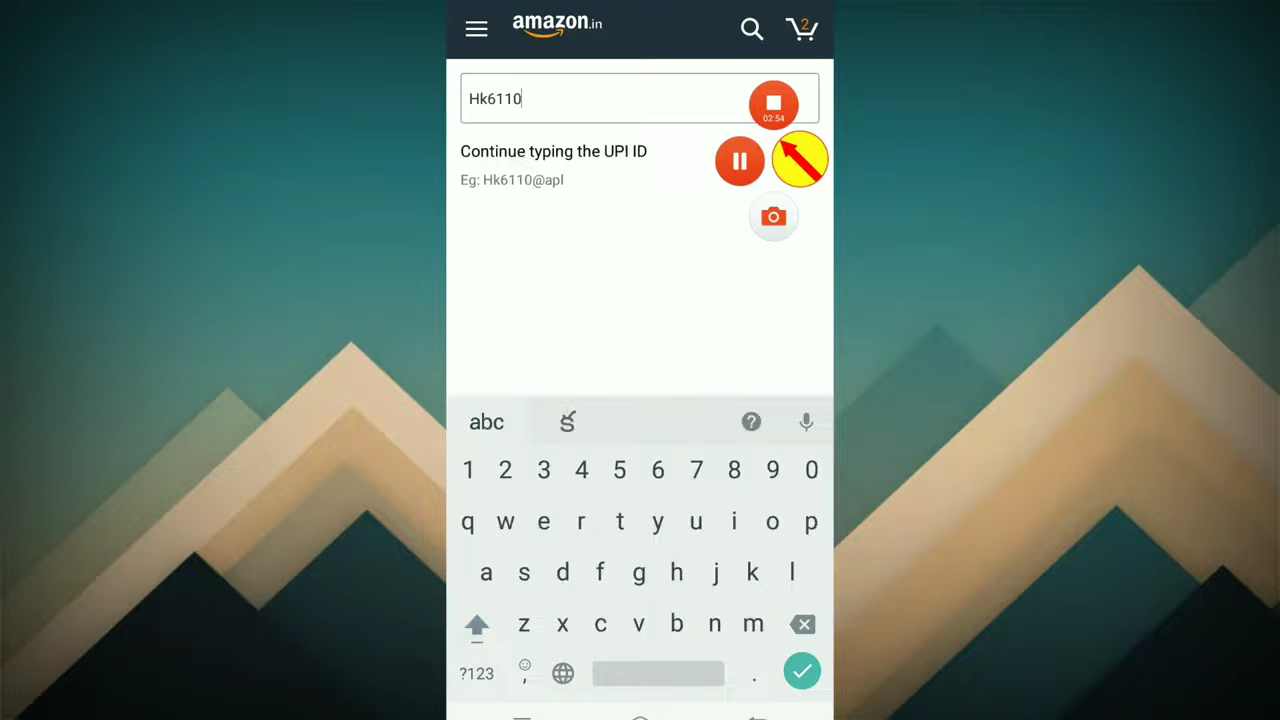 amazon.in
2
Hk6110
02:54
Continue typing the UPI ID
Eg: Hk6110@apl
abc క
1 2 3 4 5 6 7 8 9 0
q w e r t y u i o p
a s d f g h j k l
z x c v b n m
?123 , .